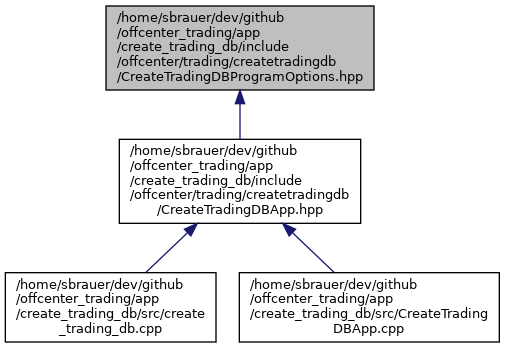 /home/sbrauer/dev/github
/offcenter_trading/app
/create_trading_db/include
/offcenter/trading/createtradingdb
/CreateTradingDBProgramOptions.hpp
/home/sbrauer/dev/github
/offcenter_trading/app
/create_trading_db/include
/offcenter/trading/createtradingdb
/CreateTradingDBApp.hpp
/home/sbrauer/dev/github
/offcenter_trading/app
/create_trading_db/src/create
_trading_db.cpp
/home/sbrauer/dev/github
/offcenter_trading/app
/create_trading_db/src/CreateTrading
DBApp.cpp